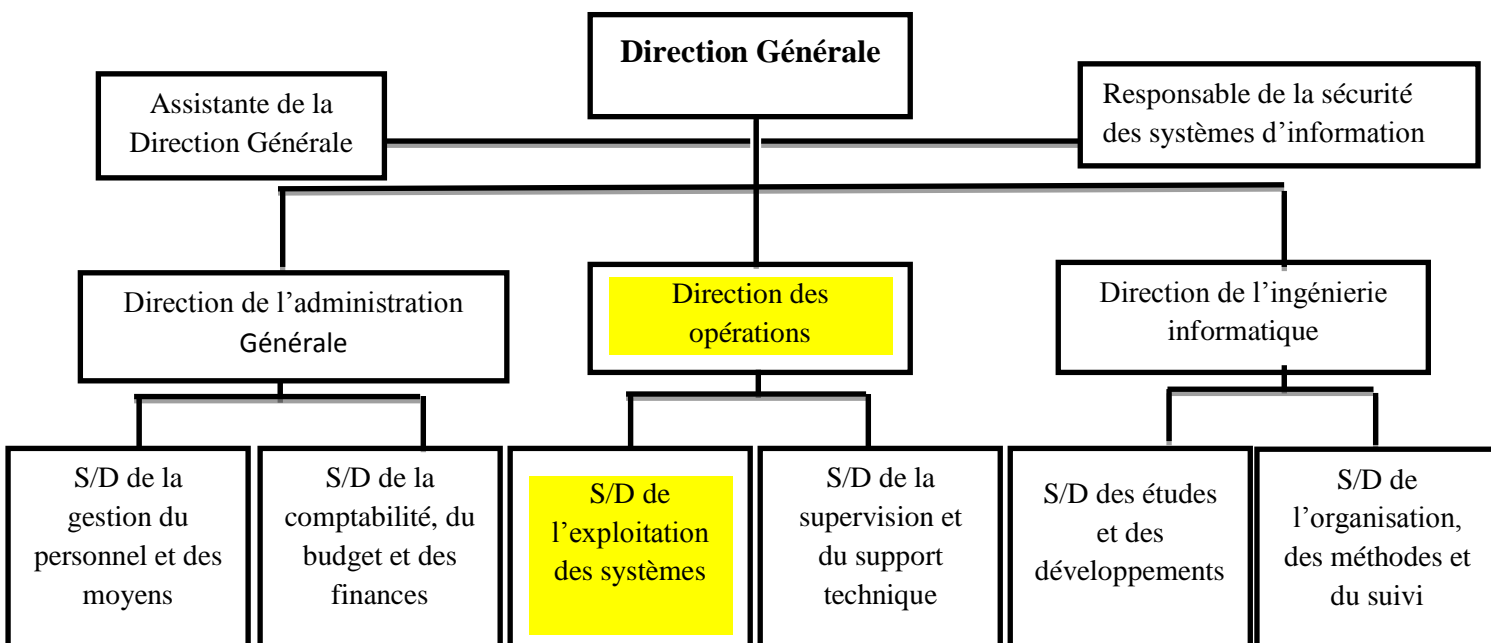 Direction Générale
Assistante de la
Direction Générale
Responsable de la sécurité
des systèmes d’information
Direction de l’administration
Générale
Direction des
opérations
Direction de l’ingénierie
informatique
S/D de la
gestion du
personnel et des
moyens
S/D de la
comptabilité, du
budget et des
finances
S/D de
l’exploitation
des systèmes
S/D de la
supervision et
du support
technique
S/D des études
et des
développements
S/D de
l’organisation,
des méthodes et
du suivi